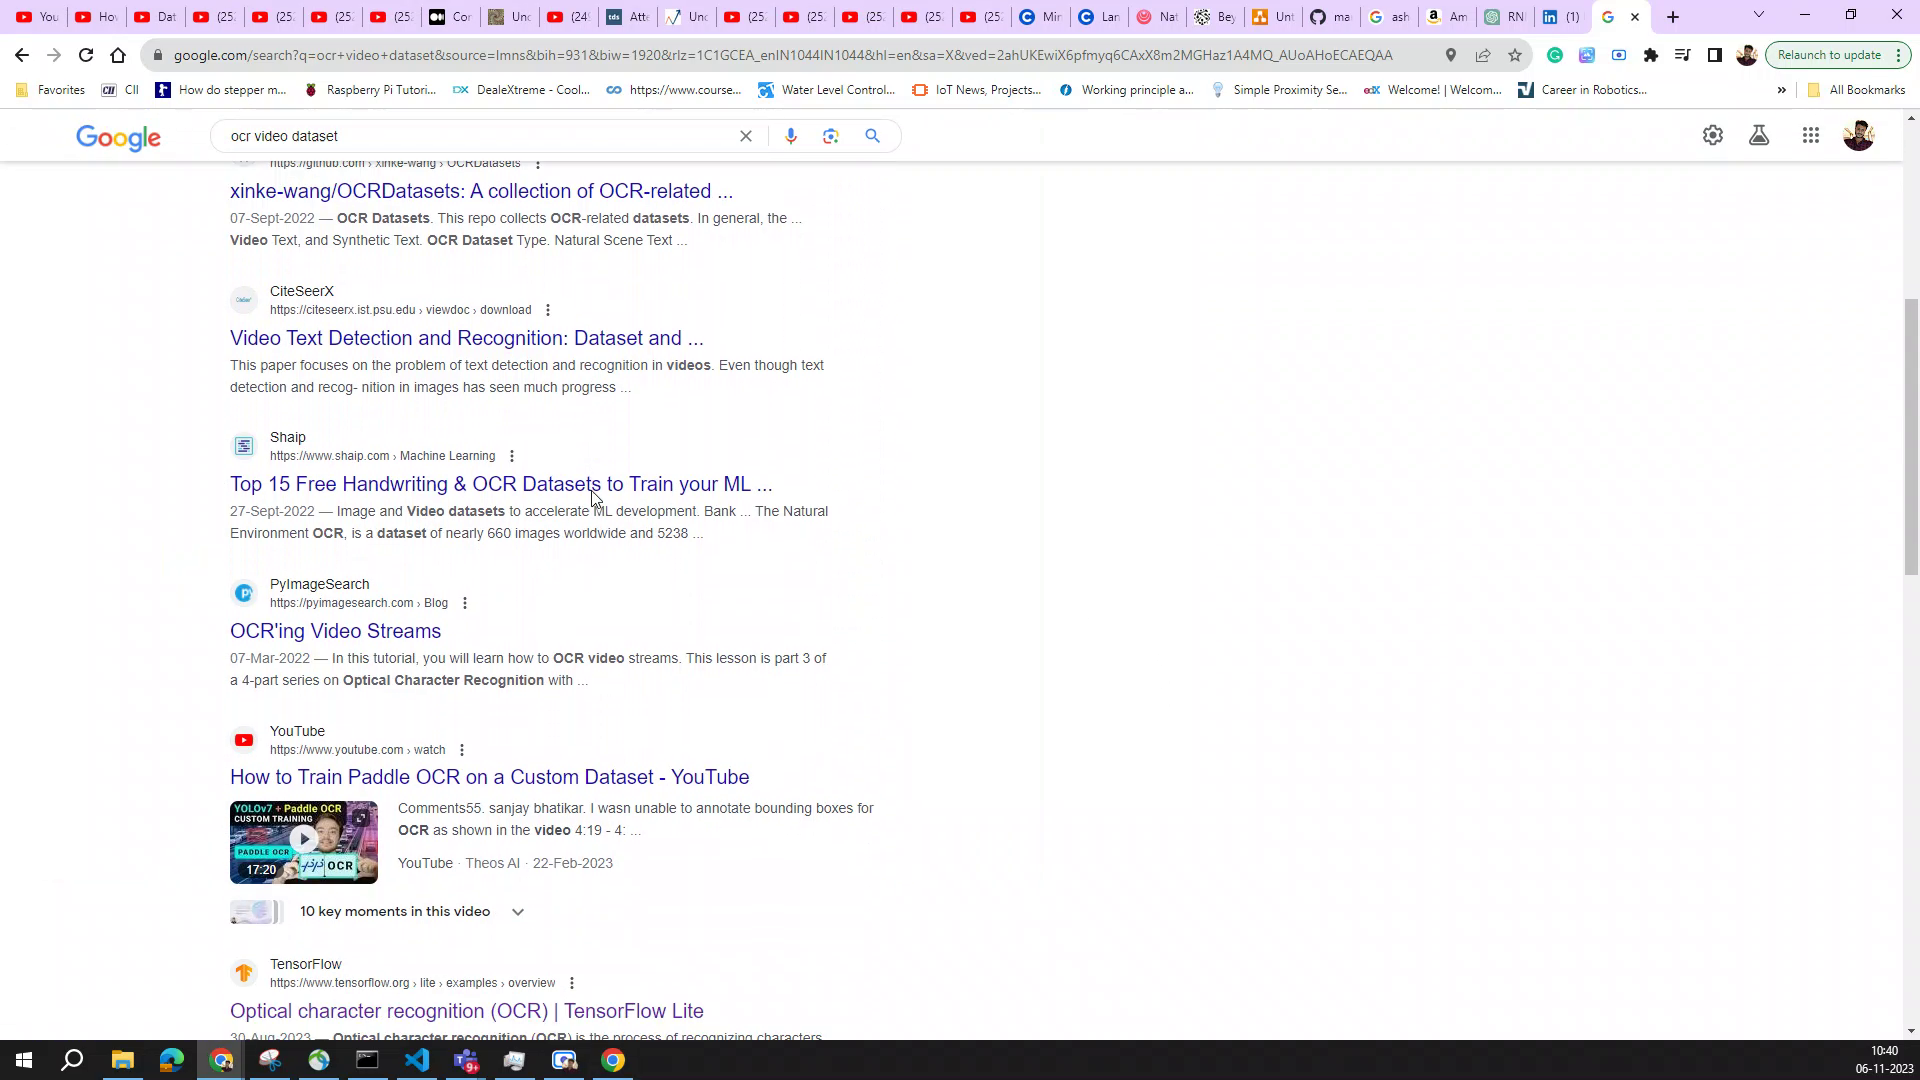 You
Hov
Dat
(252
(252
(252
(252
Cor
Unc
(249
Atte
Unc
(252
(252
(252
(252
(252
Mir
Lan
Nat
Bey
Unt
ma
ash
Am
RN
(1)
google.com/search?q=ocr+video+dataset&source=lmns&bih=931&biw=1920&rlz=1C1GCEA_enIN1044IN1044&hl=en&sa=X&ved=2ahUKEwiX6pfmyq6CAxX8m2MGHaz1A4MQ_AUoAHoECAEQAA
Relaunch to update
Favorites
CII
How do stepper m...
Raspberry Pi Tutori...
DealeXtreme - Cool...
https://www.course...
Water Level Control...
IoT News, Projects...
Working principle a...
Simple Proximity Se...
Welcome! | Welcom...
Career in Robotics...
»
All Bookmarks
Google
ocr video dataset
https://github.com › xinke-wang › OCRDatasets
xinke-wang/OCRDatasets: A collection of OCR-related ...
07-Sept-2022 — OCR Datasets. This repo collects OCR-related datasets. In general, the ...
Video Text, and Synthetic Text. OCR Dataset Type. Natural Scene Text ...
CiteSeerX
https://citeseerx.ist.psu.edu › viewdoc › download
Video Text Detection and Recognition: Dataset and ...
This paper focuses on the problem of text detection and recognition in videos. Even though text
detection and recog- nition in images has seen much progress ...
Shaip
https://www.shaip.com › Machine Learning
Top 15 Free Handwriting & OCR Datasets to Train your ML ...
27-Sept-2022 — Image and Video datasets to accelerate ML development. Bank ... The Natural
Environment OCR, is a dataset of nearly 660 images worldwide and 5238 ...
PyImageSearch
https://pyimagesearch.com › Blog
OCR'ing Video Streams
07-Mar-2022 — In this tutorial, you will learn how to OCR video streams. This lesson is part 3 of
a 4-part series on Optical Character Recognition with ...
YouTube
https://www.youtube.com › watch
How to Train Paddle OCR on a Custom Dataset - YouTube
YOLOv7 + Paddle OCR
CUSTOM TRAINING
PADDLE OCR
OCR
17:20
Comments55. sanjay bhatikar. I wasn unable to annotate bounding boxes for
OCR as shown in the video 4:19 - 4: ...
YouTube · Theos AI · 22-Feb-2023
10 key moments in this video
TensorFlow
https://www.tensorflow.org › lite › examples › overview
Optical character recognition (OCR) | TensorFlow Lite
30-Aug-2023 — Optical character recognition (OCR) is the process of recognizing characters
10:40
06-11-2023